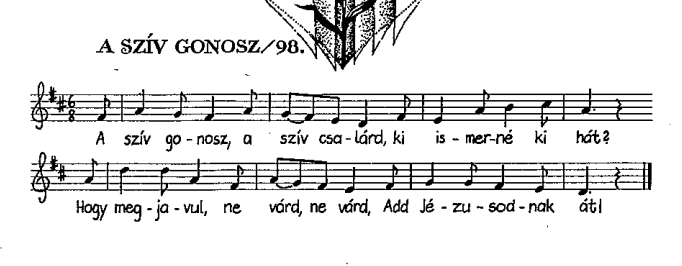 A SZÍV GONOSZ/98.
A szív go-nosz, a szív csa-lárd, ki is-mer-né ki hát?
Hogy meg-ja-vul, ne várd, ne várd, Add Jé-zu-sod-nak át!